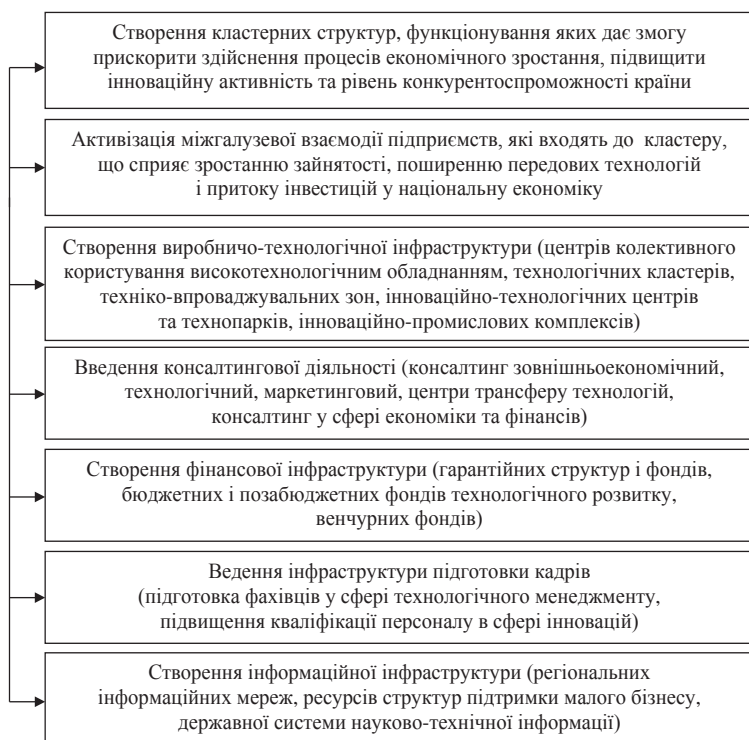 Створення кластерних структур, функціонування яких дає змогу
прискорити здійснення процесів економічного зростання, підвищити
інноваційну активність та рівень конкурентоспроможності країни
Активізація міжгалузевої взаємодії підприємств, які входять до кластеру,
що сприяє зростанню зайнятості, поширенню передових технологій
і притоку інвестицій у національну економіку
Створення виробничо-технологічної інфраструктури (центрів колективного
користування високотехнологічним обладнанням, технологічних кластерів,
техніко-впроваджувальних зон, інноваційно-технологічних центрів
та технопарків, інноваційно-промислових комплексів)
Введення консалтингової діяльності (консалтинг зовнішньоекономічний,
технологічний, маркетинговий, центри трансферу технологій,
консалтинг у сфері економіки та фінансів)
Створення фінансової інфраструктури (гарантійних структур і фондів,
бюджетних і позабюджетних фондів технологічного розвитку,
венчурних фондів)
Ведення інфраструктури підготовки кадрів
(підготовка фахівців у сфері технологічного менеджменту,
підвищення кваліфікації персоналу в сфері інновацій)
Створення інформаційної інфраструктури (регіональних
інформаційних мереж, ресурсів структур підтримки малого бізнесу,
державної системи науково-технічної інформації)